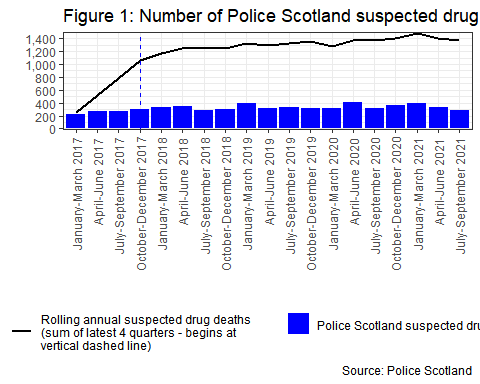 Figure 1: Number of Police Scotland suspected drug
1,400
1,200
1,000
800
600
400
200
0
January-March 2017
April-June 2017
July-September 2017
October-December 2017
January-March 2018
April-June 2018
July-September 2018
October-December 2018
January-March 2019
April-June 2019
July-September 2019
October-December 2019
January-March 2020
April-June 2020
July-September 2020
October-December 2020
January-March 2021
April-June 2021
July-September 2021
Rolling annual suspected drug deaths
(sum of latest 4 quarters - begins at
vertical dashed line)
Police Scotland suspected dru
Source: Police Scotland